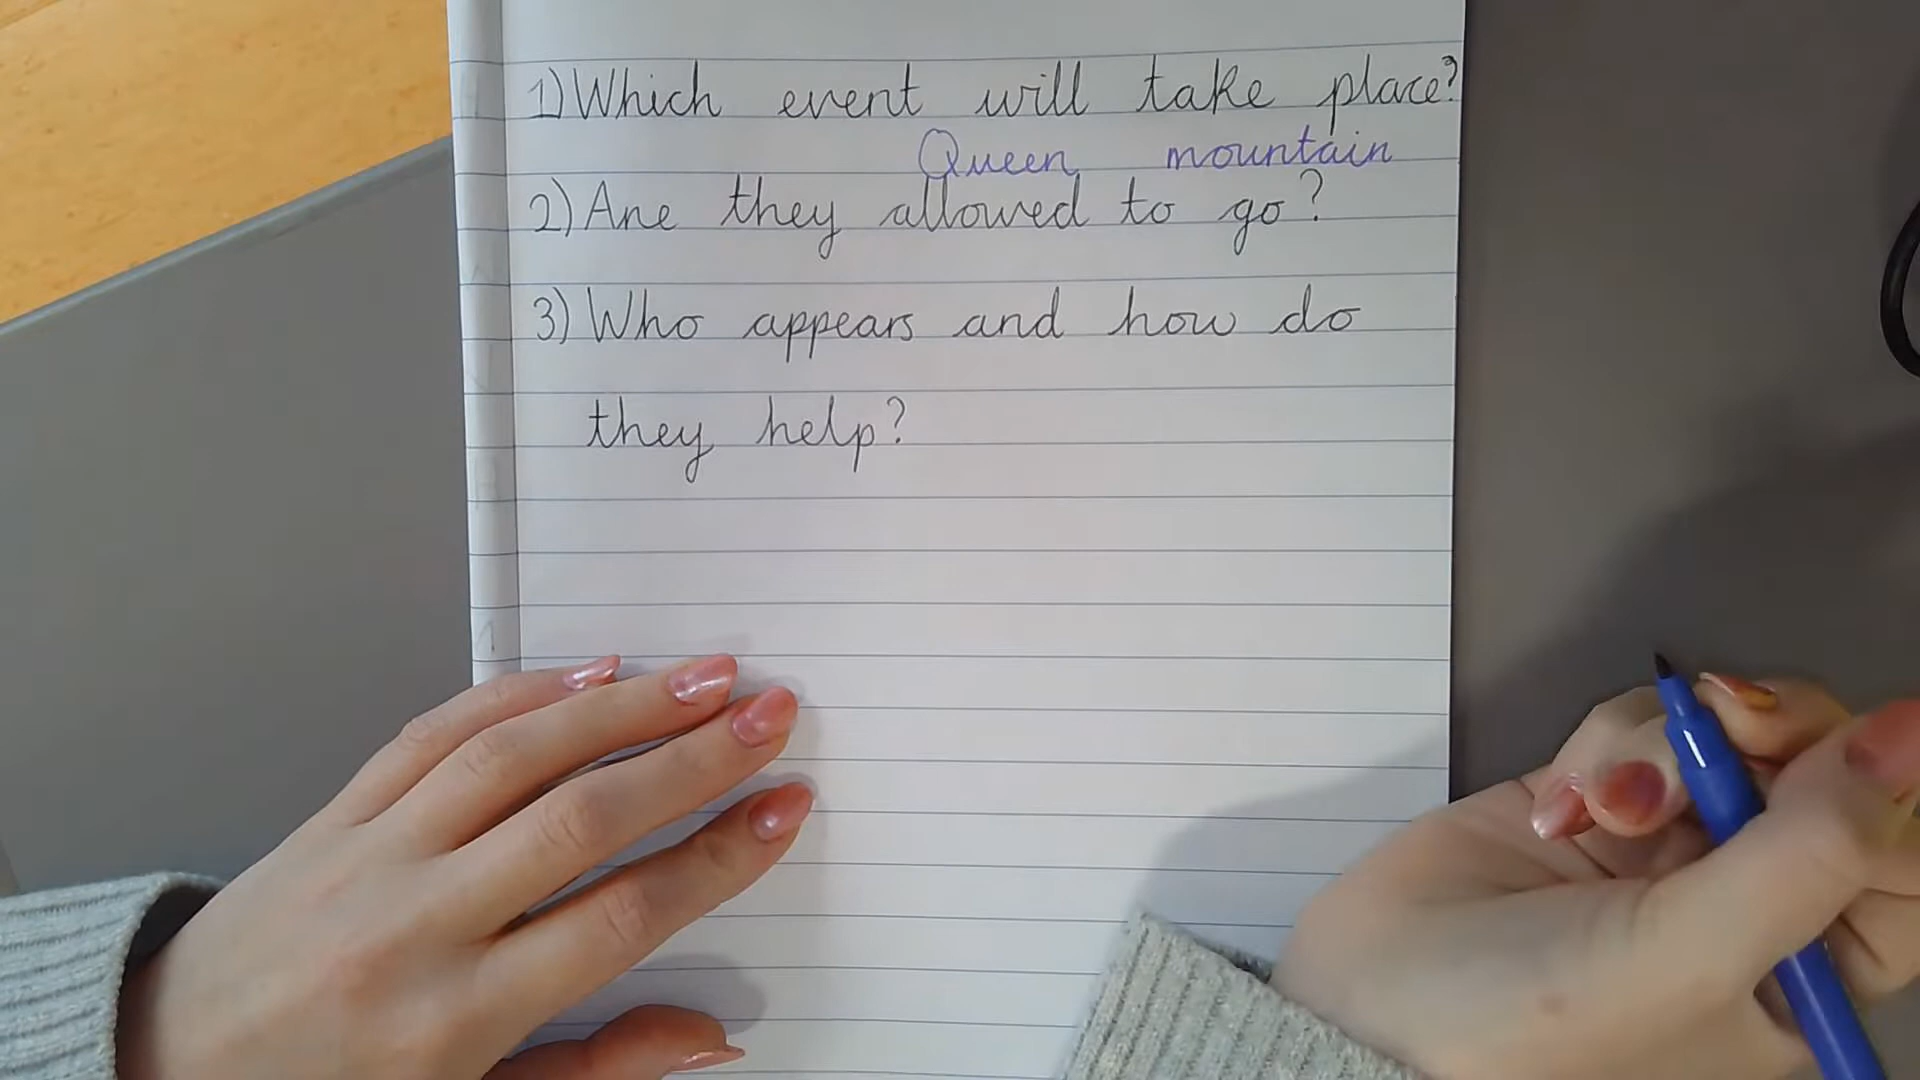 1) Which event will take place?
Queen mountain
2) Are they allowed to go?
3) Who appears and how do
they help?